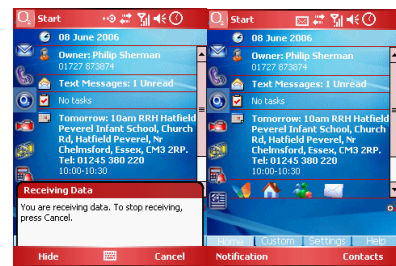 O2 Start
08 June 2006
Owner: Philip Sherman
01727 873874
Text Messages: 1 Unread
No tasks
Tomorrow: 10am RRH Hatfield
Peverel Infant School, Church
Rd, Hatfield Peverel, Nr
Chelmsford, Essex, CM3 2RP.
Tel: 01245 380 220
10:00-10:30
Receiving Data
You are receiving data. To stop receiving,
press Cancel.
Hide
Cancel
O2 Start
08 June 2006
Owner: Philip Sherman
01727 873874
Text Messages: 1 Unread
No tasks
Tomorrow: 10am RRH Hatfield
Peverel Infant School, Church
Rd, Hatfield Peverel, Nr
Chelmsford, Essex, CM3 2RP.
Tel: 01245 380 220
10:00-10:30
Home Custom Settings Help
Notification
Contacts